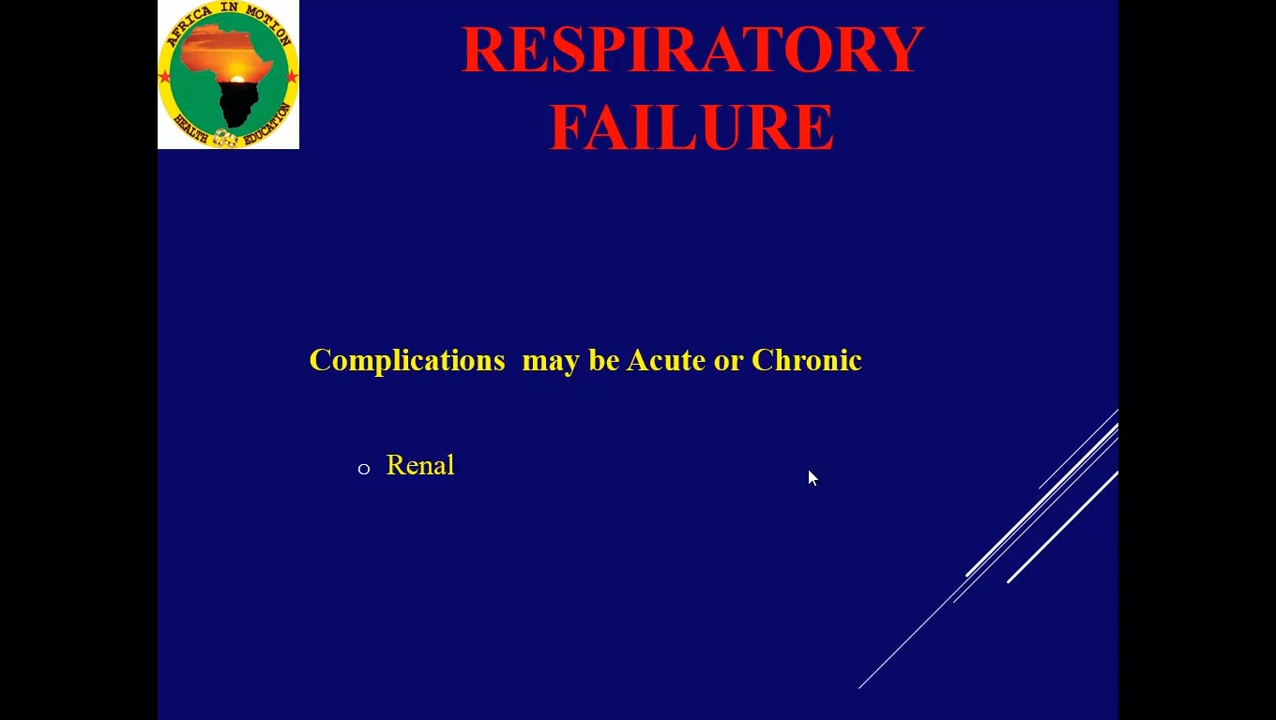 AFRICA IN MOTION
HEALTH EDUCATION
RESPIRATORY
FAILURE
Complications may be Acute or Chronic
o Renal